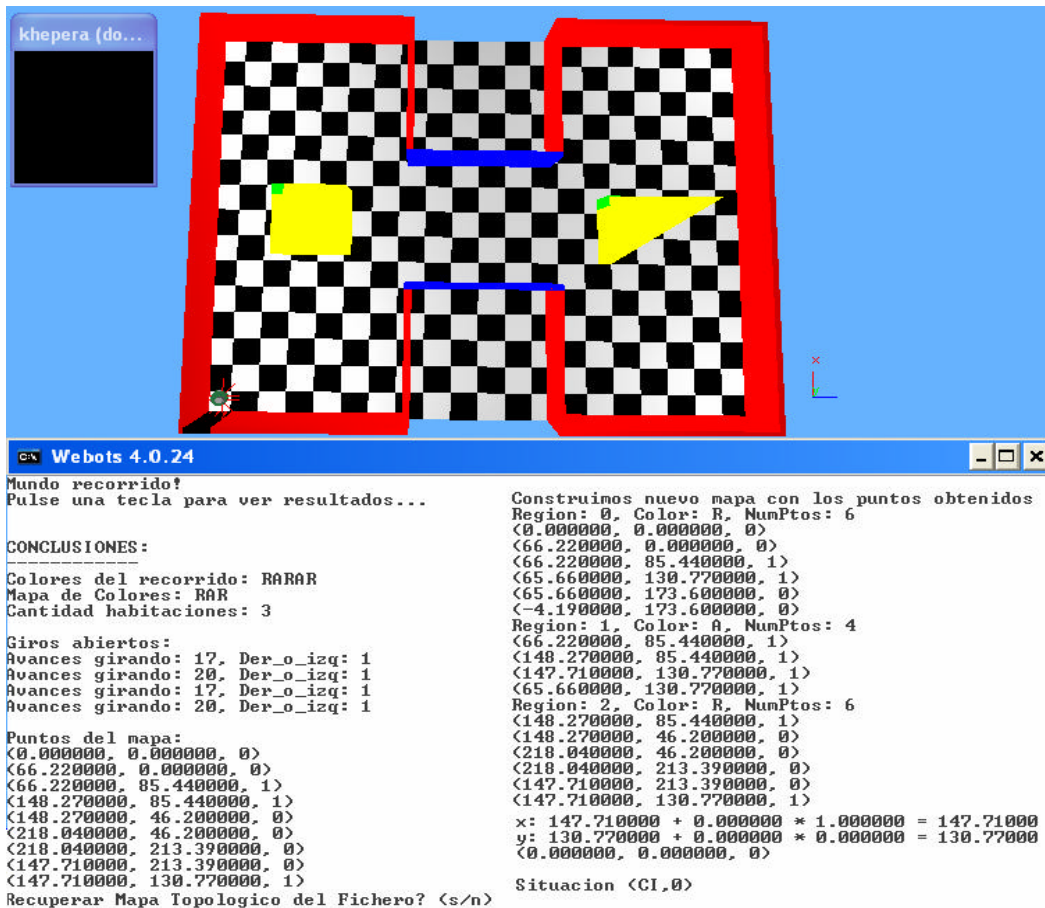 khepera (do...
x
Webots 4.0.24
Mundo recorrido!
Pulse una tecla para ver resultados...
CONCLUSIONES:
-------------
Colores del recorrido: RARAR
Mapa de Colores: RAR
Cantidad habitaciones: 3
Giros abiertos:
Avances girando: 17, Der_o_izq: 1
Avances girando: 20, Der_o_izq: 1
Avances girando: 17, Der_o_izq: 1
Avances girando: 20, Der_o_izq: 1
Puntos del mapa:
(0.000000, 0.000000, 0)
(66.220000, 0.000000, 0)
(66.220000, 85.440000, 1)
(148.270000, 85.440000, 1)
(148.270000, 46.200000, 0)
(218.040000, 46.200000, 0)
(218.040000, 213.390000, 0)
(147.710000, 213.390000, 0)
(147.710000, 130.770000, 1)
Recuperar Mapa Topologico del Fichero? (s/n)
Construimos nuevo mapa con los puntos obtenidos
Region: 0, Color: R, NumPtos: 6
(0.000000, 0.000000, 0)
(66.220000, 0.000000, 0)
(66.220000, 85.440000, 1)
(65.660000, 130.770000, 1)
(65.660000, 173.600000, 0)
(-4.190000, 173.600000, 0)
Region: 1, Color: A, NumPtos: 4
(66.220000, 85.440000, 1)
(148.270000, 85.440000, 1)
(147.710000, 130.770000, 1)
(65.660000, 130.770000, 1)
Region: 2, Color: R, NumPtos: 6
(148.270000, 85.440000, 1)
(148.270000, 46.200000, 0)
(218.040000, 46.200000, 0)
(218.040000, 213.390000, 0)
(147.710000, 213.390000, 0)
(147.710000, 130.770000, 1)
x: 147.710000 + 0.000000 * 1.000000 = 147.71000
y: 130.770000 + 0.000000 * 0.000000 = 130.77000
(0.000000, 0.000000, 0)
Situacion (CI,0)